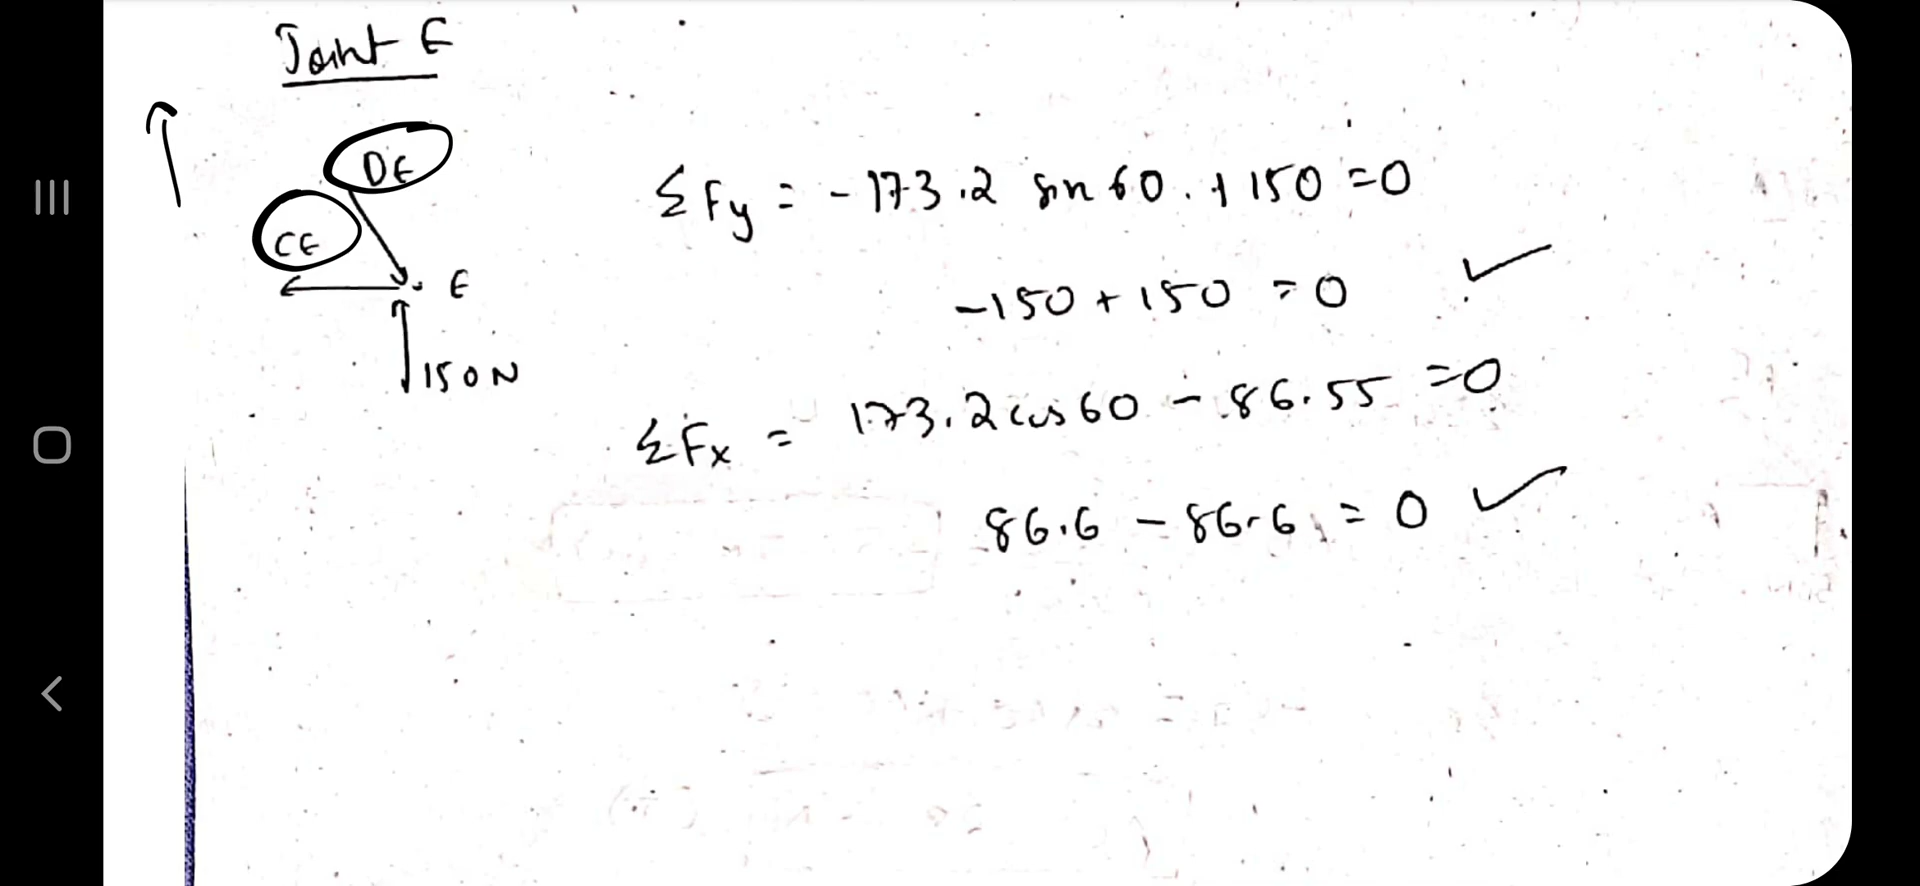 Joint E
DE
CE
E
150N
ΣFy = -173.2 sin 60. + 150 = 0
-150 + 150 = 0 ✓
ΣFx = 173.2 cos 60 - 86.55 = 0
86.6 - 86.6 = 0 ✓